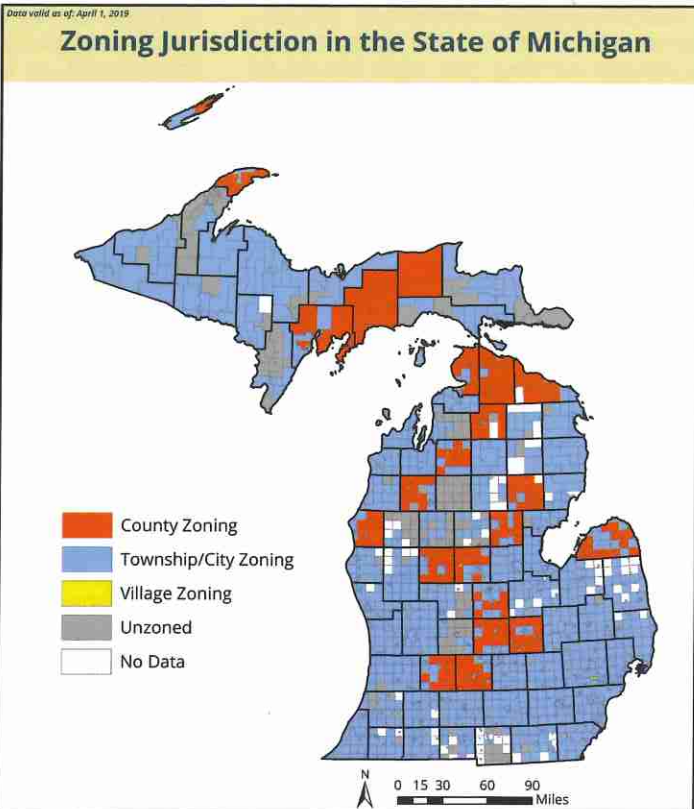 Data valid as of: April 1, 2019
Zoning Jurisdiction in the State of Michigan
County Zoning
Township/City Zoning
Village Zoning
Unzoned
No Data
N
0 15 30 60 90
Miles